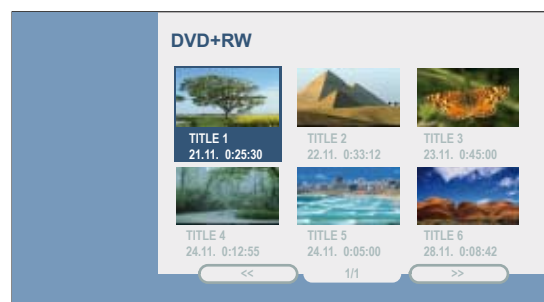 DVD+RW
TITLE 1
21.11. 0:25:30
TITLE 2
22.11. 0:33:12
TITLE 3
23.11. 0:45:00
TITLE 4
24.11. 0:12:55
TITLE 5
24.11. 0:05:00
TITLE 6
28.11. 0:08:42
<< 1/1 >>